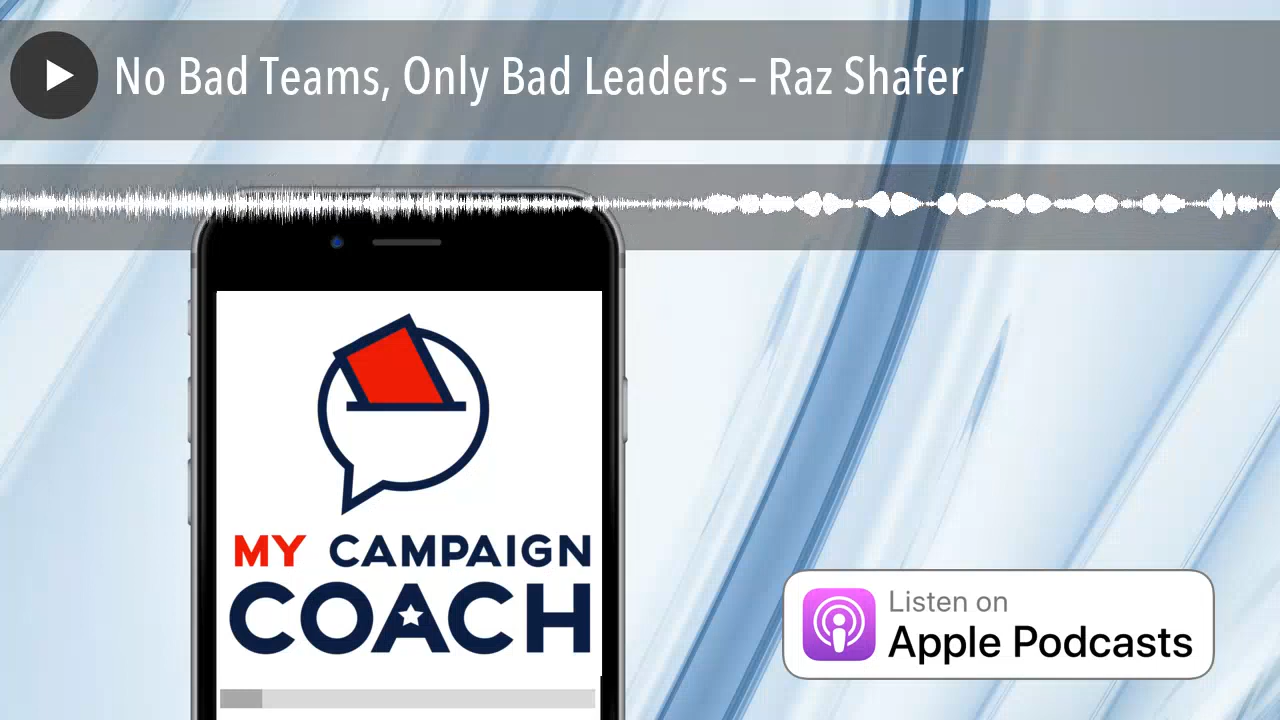 No Bad Teams, Only Bad Leaders – Raz Shafer
MY CAMPAIGN
COACH
Listen on
Apple Podcasts